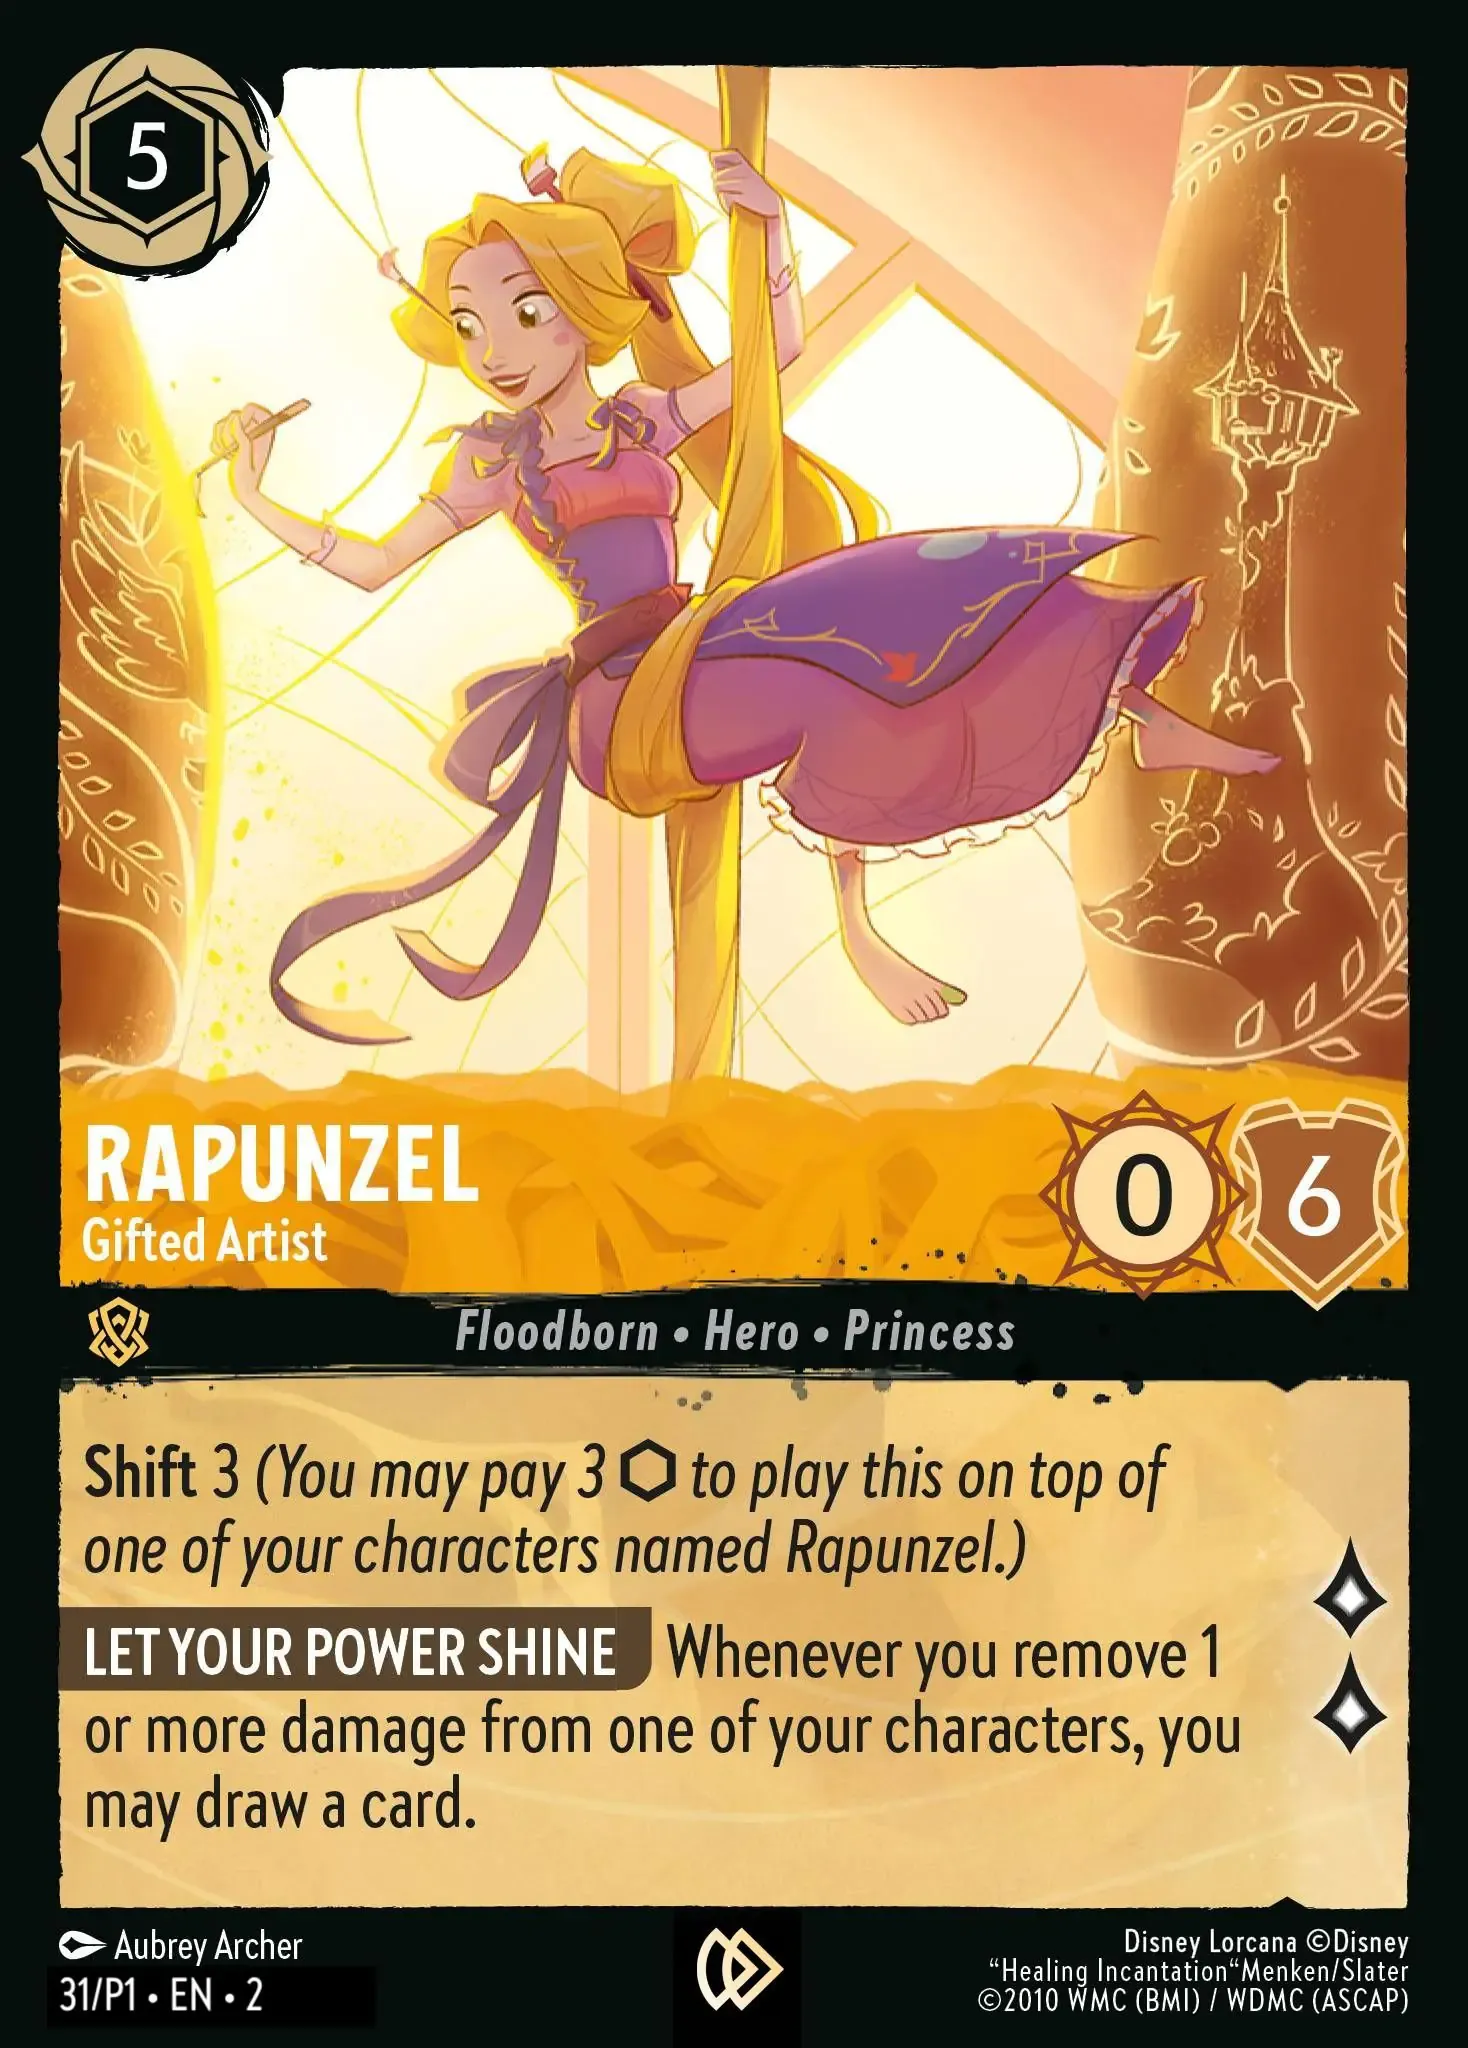 5
RAPUNZEL
Gifted Artist
0
6
Floodborn • Hero • Princess
Shift 3 (You may pay 3 ⬡ to play this on top of
one of your characters named Rapunzel.)
LET YOUR POWER SHINE Whenever you remove 1
or more damage from one of your characters, you
may draw a card.
Aubrey Archer
31/P1 • EN • 2
Disney Lorcana ©Disney
“Healing Incantation“Menken/Slater
©2010 WMC (BMI) / WDMC (ASCAP)